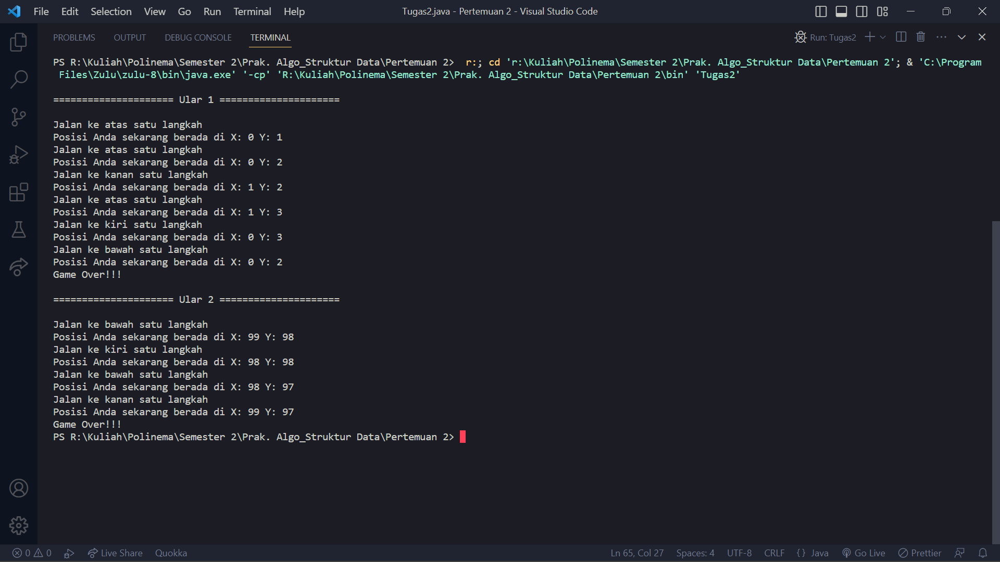 File Edit Selection View Go Run Terminal Help Tugas2.java - Pertemuan 2 - Visual Studio Code
PROBLEMS OUTPUT DEBUG CONSOLE TERMINAL Run: Tugas2
PS R:\Kuliah\Polinema\Semester 2\Prak. Algo_Struktur Data\Pertemuan 2>  r:; cd 'r:\Kuliah\Polinema\Semester 2\Prak. Algo_Struktur Data\Pertemuan 2'; & 'C:\Program
 Files\Zulu\zulu-8\bin\java.exe' '-cp' 'R:\Kuliah\Polinema\Semester 2\Prak. Algo_Struktur Data\Pertemuan 2\bin' 'Tugas2'
===================== Ular 1 =====================
Jalan ke atas satu langkah
Posisi Anda sekarang berada di X: 0 Y: 1
Jalan ke atas satu langkah
Posisi Anda sekarang berada di X: 0 Y: 2
Jalan ke kanan satu langkah
Posisi Anda sekarang berada di X: 1 Y: 2
Jalan ke atas satu langkah
Posisi Anda sekarang berada di X: 1 Y: 3
Jalan ke kiri satu langkah
Posisi Anda sekarang berada di X: 0 Y: 3
Jalan ke bawah satu langkah
Posisi Anda sekarang berada di X: 0 Y: 2
Game Over!!!
===================== Ular 2 =====================
Jalan ke bawah satu langkah
Posisi Anda sekarang berada di X: 99 Y: 98
Jalan ke kiri satu langkah
Posisi Anda sekarang berada di X: 98 Y: 98
Jalan ke bawah satu langkah
Posisi Anda sekarang berada di X: 98 Y: 97
Jalan ke kanan satu langkah
Posisi Anda sekarang berada di X: 99 Y: 97
Game Over!!!
PS R:\Kuliah\Polinema\Semester 2\Prak. Algo_Struktur Data\Pertemuan 2>
0 0 Live Share Quokka Ln 65, Col 27 Spaces: 4 UTF-8 CRLF {} Java Go Live Prettier